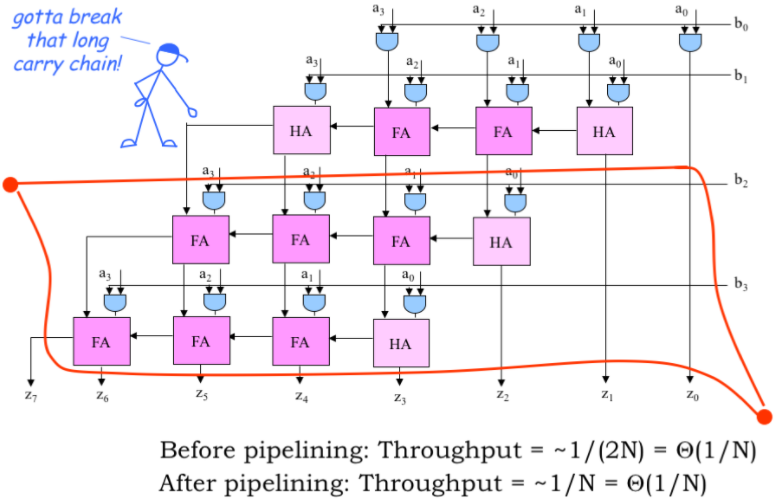 gotta break
that long
carry chain!
a3 a2 a1 a0
b0
a3 a2 a1 a0
b1
HA FA FA HA
a3 a2 a1 a0
b2
FA FA FA HA
a3 a2 a1 a0
b3
FA FA FA HA
z7 z6 z5 z4 z3 z2 z1 z0
Before pipelining: Throughput = ~1/(2N) = Θ(1/N)
After pipelining: Throughput = ~1/N = Θ(1/N)